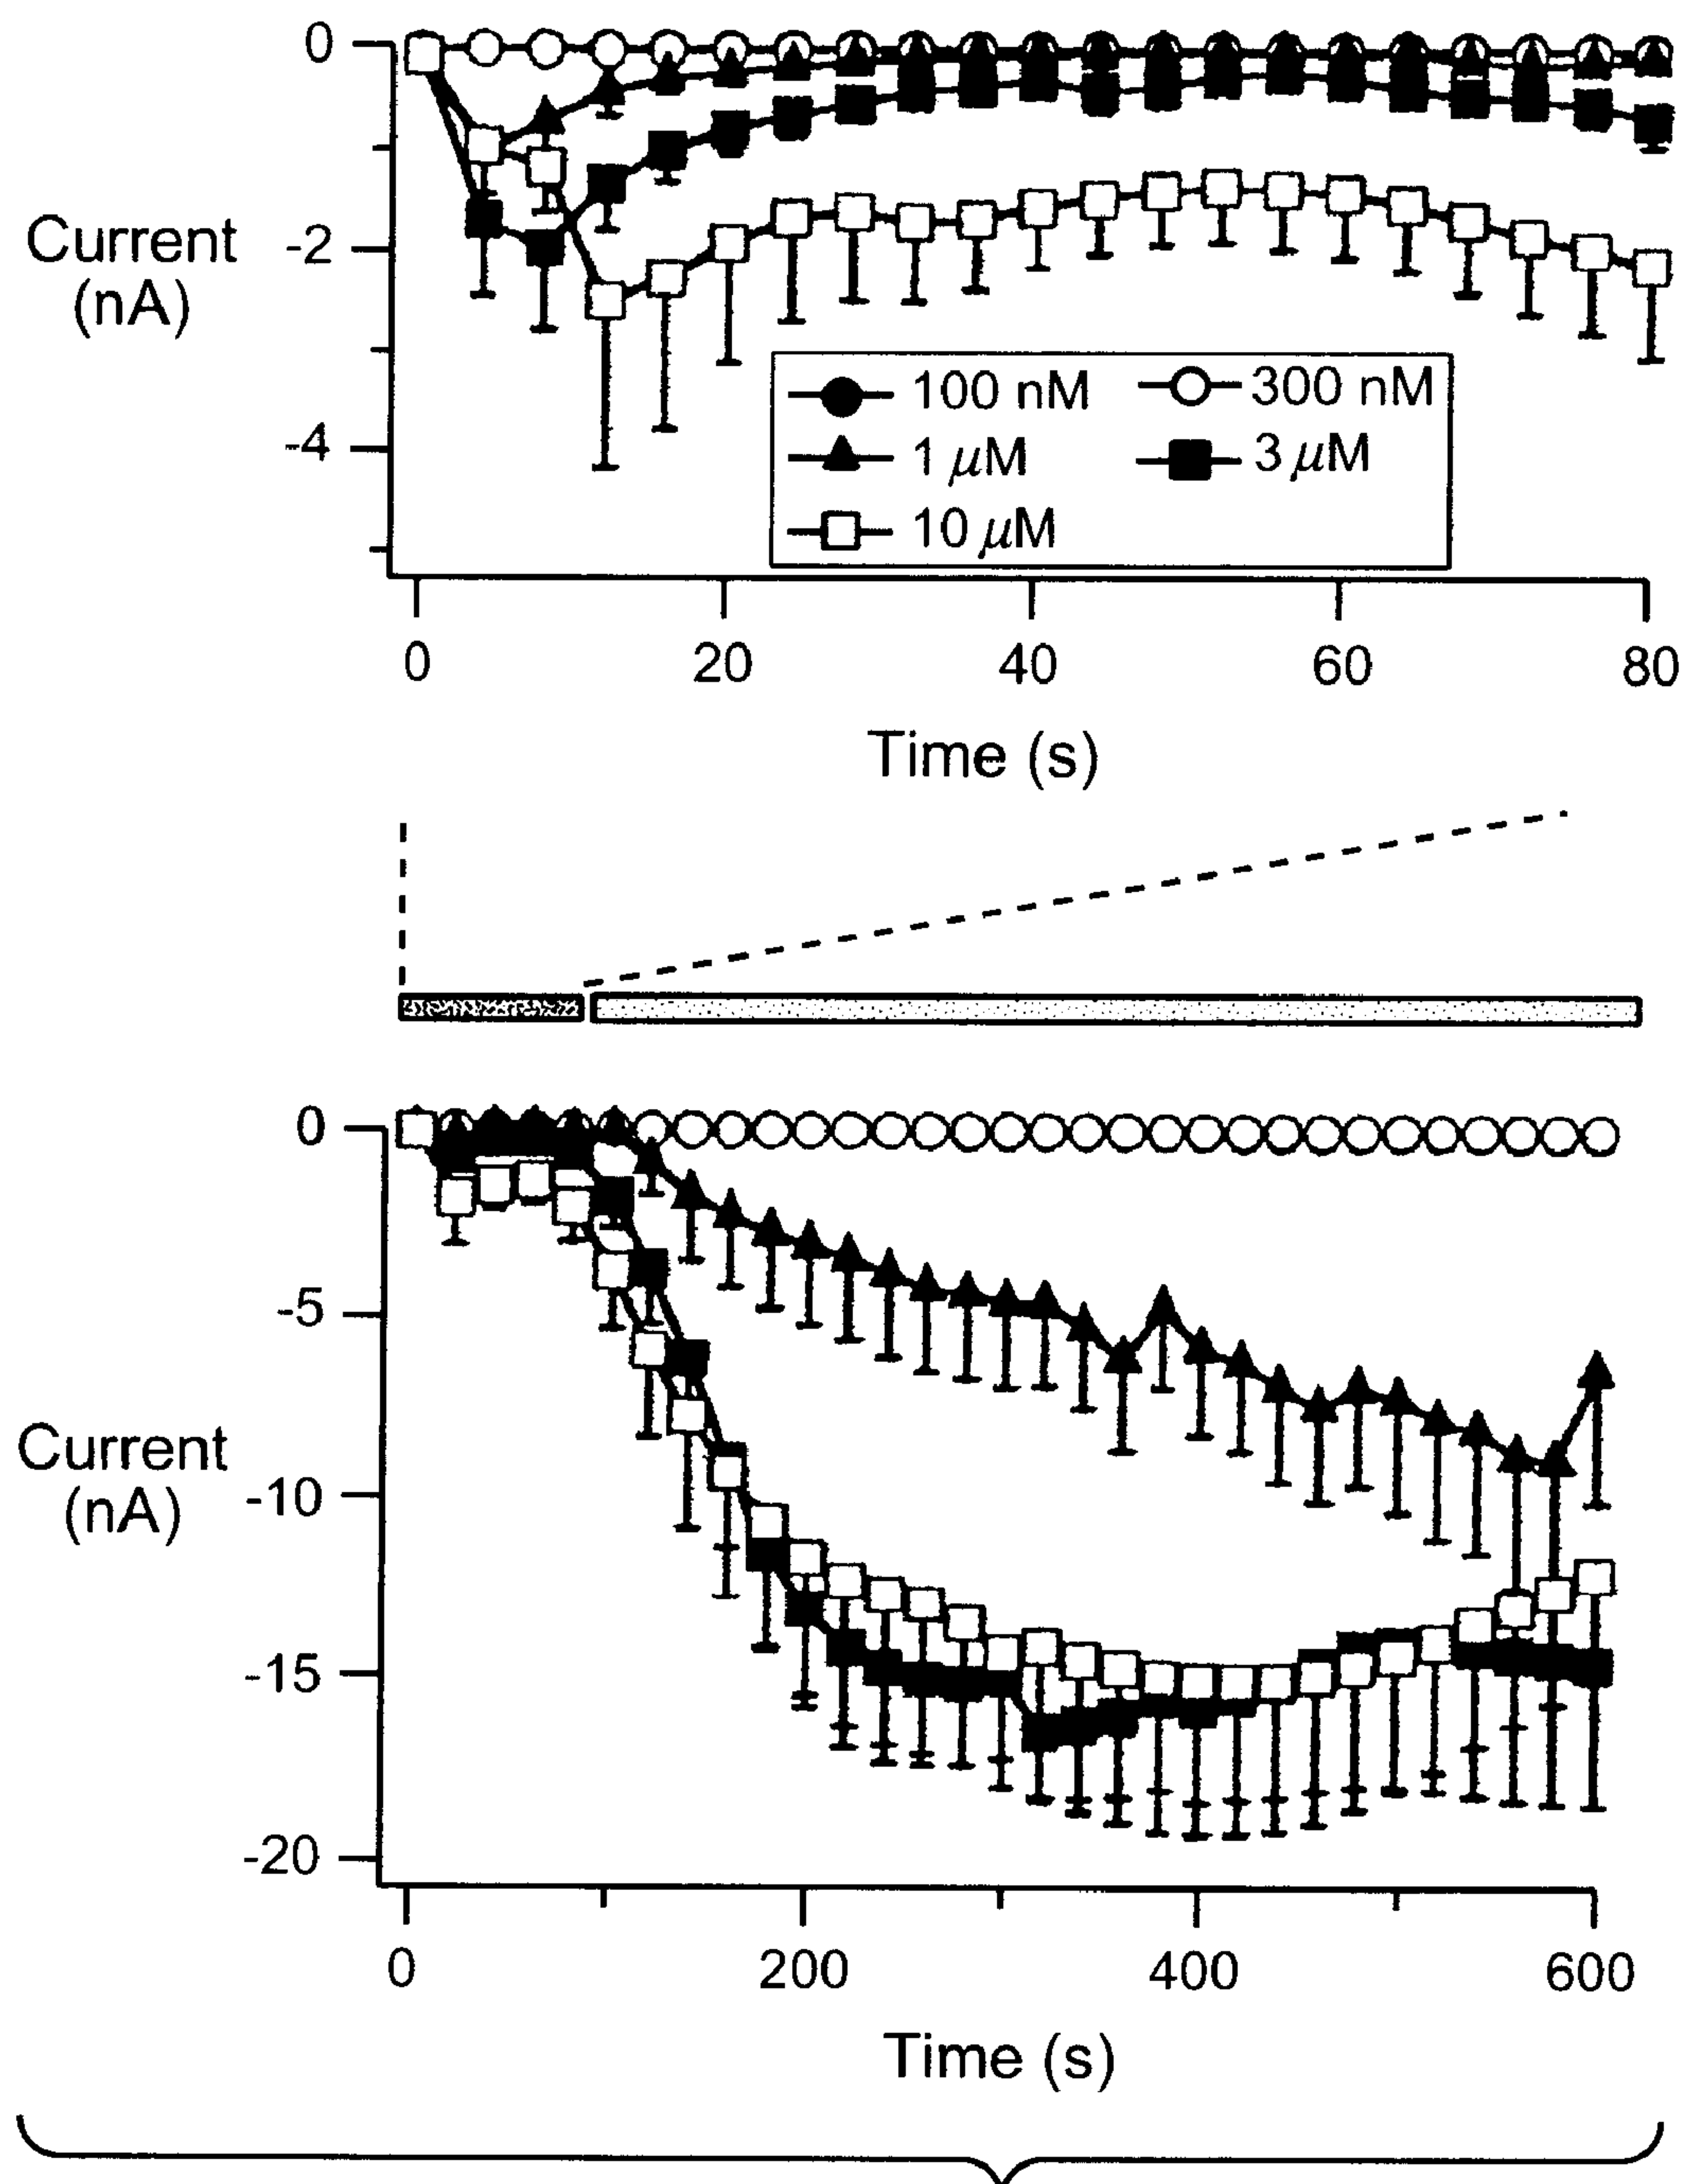 0
-2
-4
Current
(nA)
100 nM
300 nM
1 μM
3 μM
10 μM
0 20 40 60 80
Time (s)
0
-5
-10
-15
-20
Current
(nA)
0 200 400 600
Time (s)